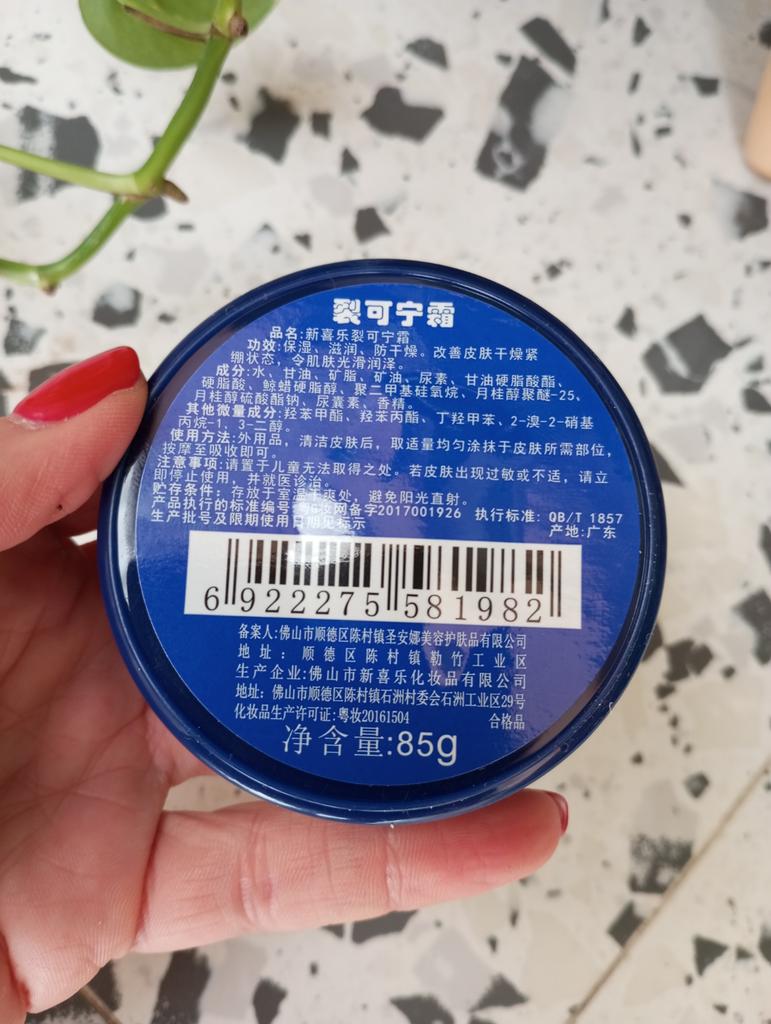 裂可宁霜
品名:新喜乐裂可宁霜
功效:保湿、滋润、防干燥。改善皮肤干燥紧
绷状态，令肌肤光滑润泽。
成分:水、甘油、矿脂、矿油、尿素、甘油硬脂酸酯、
硬脂酸、鲸蜡硬脂醇、聚二甲基硅氧烷、月桂醇聚醚-25、
月桂醇硫酸酯钠、尿囊素、香精。
其他微量成分:羟苯甲酯、羟苯丙酯、丁羟甲苯、2-溴-2-硝基
丙烷-1，3-二醇。
使用方法:外用品，清洁皮肤后，取适量均匀涂抹于皮肤所需部位，
按摩至吸收即可。
注意事项:请置于儿童无法取得之处。若皮肤出现过敏或不适，请立
即停止使用，并就医诊治。
贮存条件：存放于室温干爽处，避免阳光直射。
产品执行的标准编号:粤G妆网备字2017001926 执行标准: QB/T 1857
生产批号及限期使用日期见标示 产地:广东
6 922275 581982
备案人:佛山市顺德区陈村镇圣安娜美容护肤品有限公司
地址：顺德区陈村镇勒竹工业区
生产企业:佛山市新喜乐化妆品有限公司
地址:佛山市顺德区陈村镇石洲村委会石洲工业区29号
化妆品生产许可证:粤妆20161504 合格品
净含量:85g